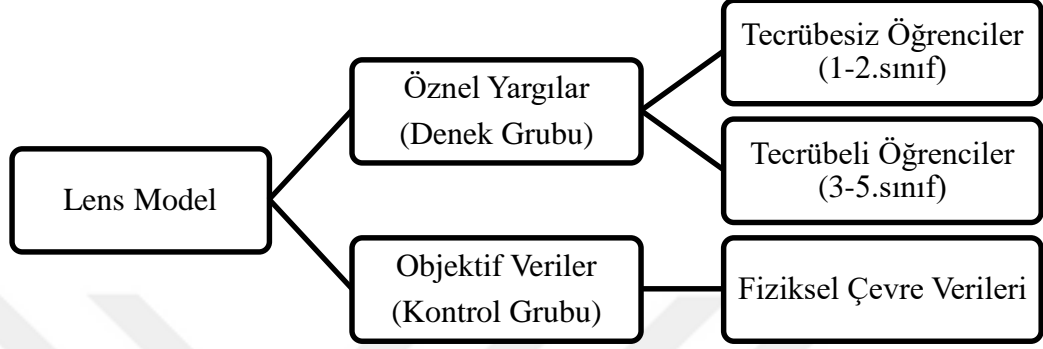 Lens Model
Öznel Yargılar
(Denek Grubu)
Tecrübesiz Öğrenciler
(1-2.sınıf)
Tecrübeli Öğrenciler
(3-5.sınıf)
Objektif Veriler
(Kontrol Grubu)
Fiziksel Çevre Verileri